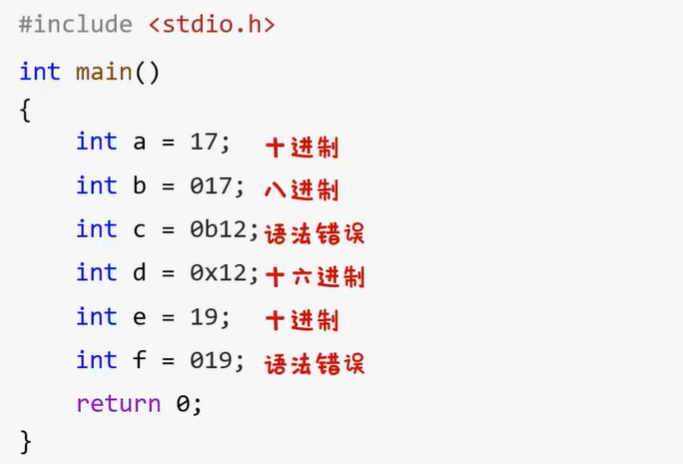 #include <stdio.h>
int main()
{
    int a = 17; 十进制
    int b = 017; 八进制
    int c = 0b12; 语法错误
    int d = 0x12; 十六进制
    int e = 19; 十进制
    int f = 019; 语法错误
    return 0;
}